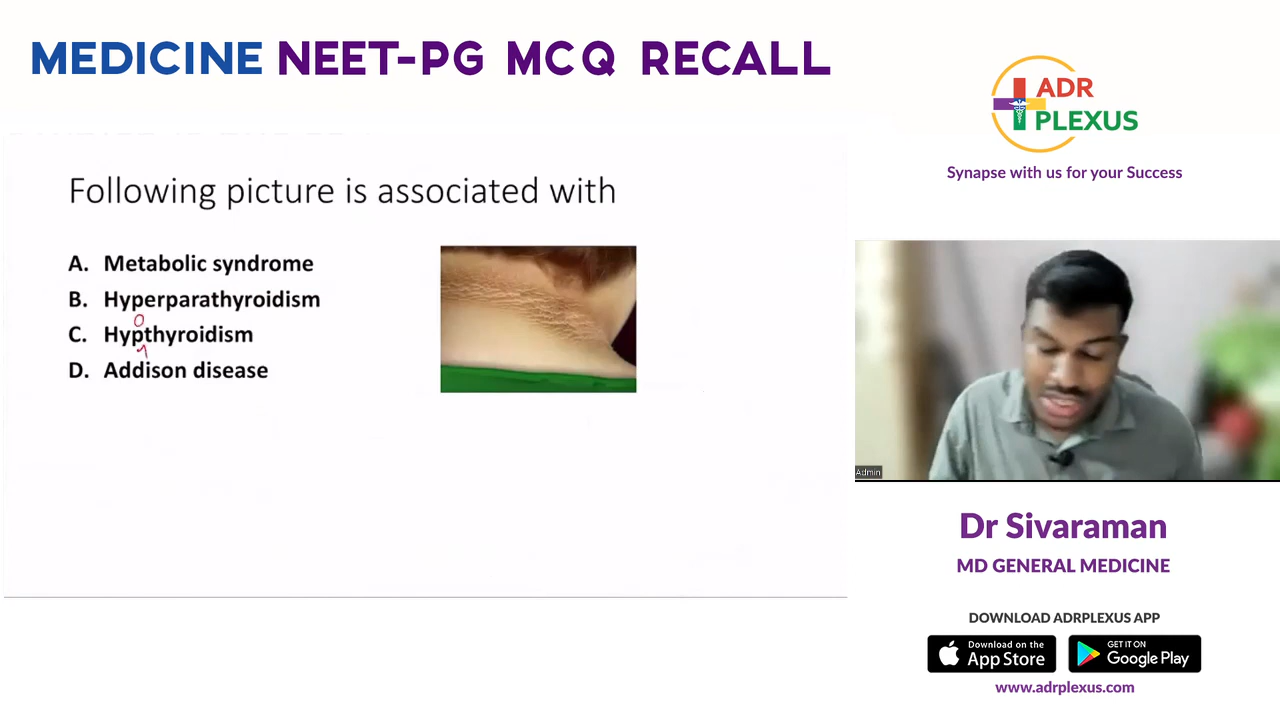 MEDICINE NEET-PG MCQ RECALL
ADR
PLEXUS
Synapse with us for your Success
Following picture is associated with
A. Metabolic syndrome
B. Hyperparathyroidism
o
C. Hypthyroidism
D. Addison disease
Admin
Dr Sivaraman
MD GENERAL MEDICINE
DOWNLOAD ADRPLEXUS APP
Download on the
App Store
GET IT ON
Google Play
www.adrplexus.com